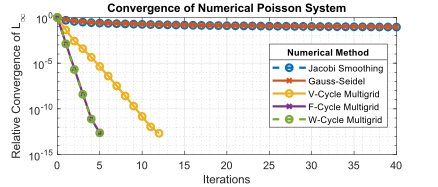 Convergence of Numerical Poisson System
Relative Convergence of L∞
10^0
10^-5
10^-10
10^-15
Numerical Method
Jacobi Smoothing
Gauss-Seidel
V-Cycle Multigrid
F-Cycle Multigrid
W-Cycle Multigrid
0 5 10 15 20 25 30 35 40
Iterations